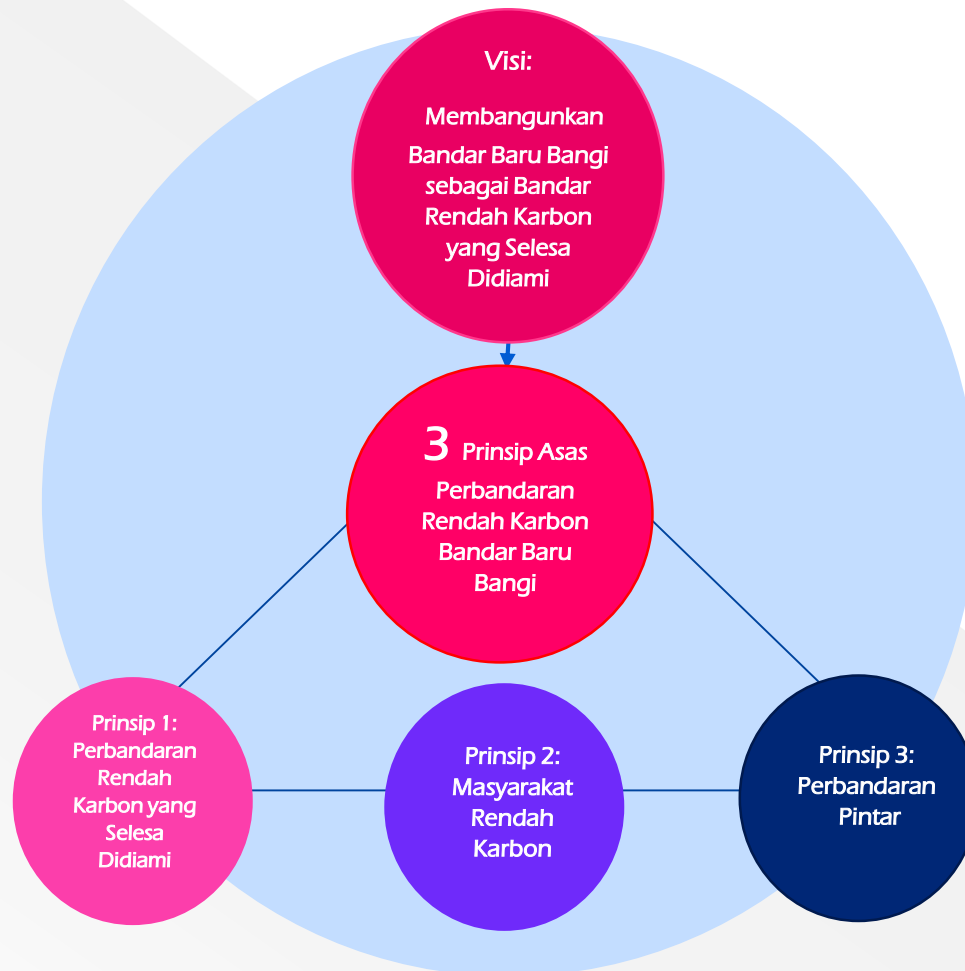 Visi:
Membangunkan
Bandar Baru Bangi
sebagai Bandar
Rendah Karbon
yang Selesa
Didiami
3 Prinsip Asas
Perbandaran
Rendah Karbon
Bandar Baru
Bangi
Prinsip 1:
Perbandaran
Rendah
Karbon yang
Selesa
Didiami
Prinsip 2:
Masyarakat
Rendah
Karbon
Prinsip 3:
Perbandaran
Pintar